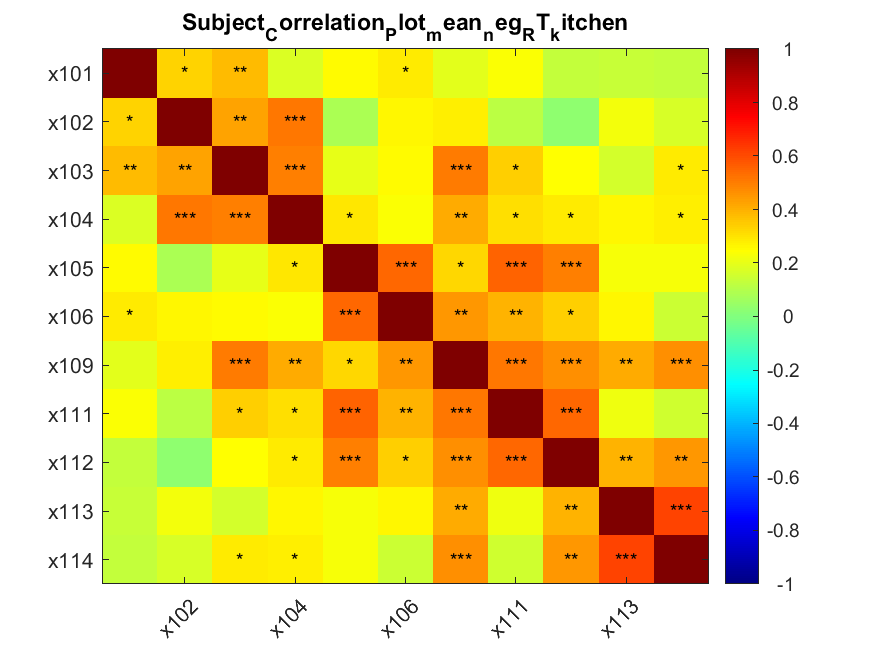 Subject_Correlation_Plot_mean_neg_RT_kitchen
x101 * ** *
x102 * ** ***
x103 ** ** *** *** * *
x104 *** *** * ** * * *
x105 * *** * *** ***
x106 * *** ** ** *
x109 *** ** * ** *** *** ** ***
x111 * * *** ** *** ***
x112 * *** * *** *** ** **
x113 ** ** ***
x114 * * *** ** ***
x102 x104 x106 x111 x113
1
0.8
0.6
0.4
0.2
0
-0.2
-0.4
-0.6
-0.8
-1